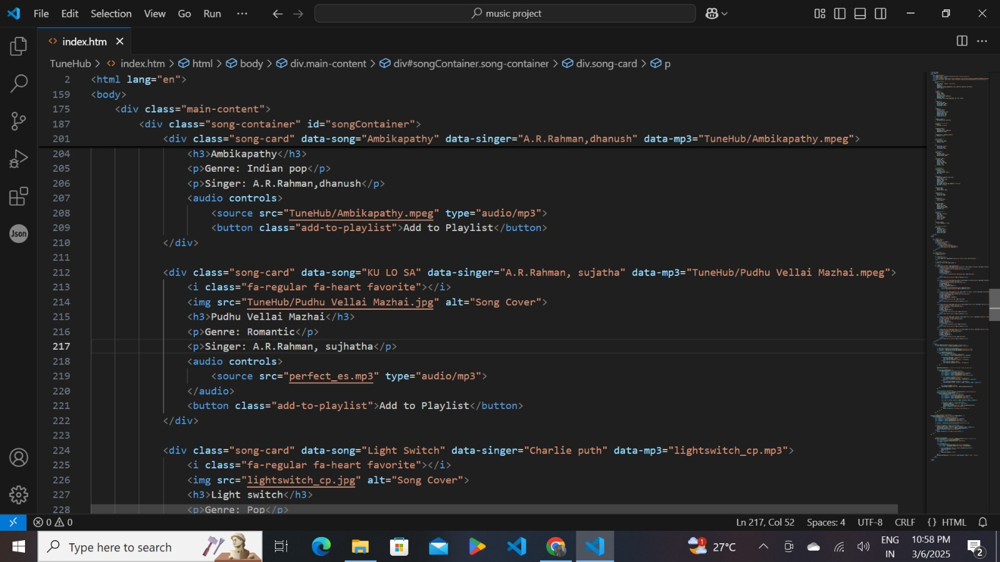 File Edit Selection View Go Run ··· music project
index.htm
TuneHub > index.htm > html > body > div.main-content > div#songContainer.song-container > div.song-card > p
2 <html lang="en">
159 <body>
175 <div class="main-content">
187 <div class="song-container" id="songContainer">
201 <div class="song-card" data-song="Ambikapathy" data-singer="A.R.Rahman,dhanush" data-mp3="TuneHub/Ambikapathy.mpeg">
204 <h3>Ambikapathy</h3>
205 <p>Genre: Indian pop</p>
206 <p>Singer: A.R.Rahman,dhanush</p>
207 <audio controls>
208 <source src="TuneHub/Ambikapathy.mpeg" type="audio/mp3">
209 <button class="add-to-playlist">Add to Playlist</button>
210 </div>
211
212 <div class="song-card" data-song="KU LO SA" data-singer="A.R.Rahman, sujatha" data-mp3="TuneHub/Pudhu Vellai Mazhai.mpeg">
213 <i class="fa-regular fa-heart favorite"></i>
214 <img src="TuneHub/Pudhu Vellai Mazhai.jpg" alt="Song Cover">
215 <h3>Pudhu Vellai Mazhai</h3>
216 <p>Genre: Romantic</p>
217 <p>Singer: A.R.Rahman, sujhatha</p>
218 <audio controls>
219 <source src="perfect_es.mp3" type="audio/mp3">
220 </audio>
221 <button class="add-to-playlist">Add to Playlist</button>
222 </div>
223
224 <div class="song-card" data-song="Light Switch" data-singer="Charlie puth" data-mp3="lightswitch_cp.mp3">
225 <i class="fa-regular fa-heart favorite"></i>
226 <img src="lightswitch_cp.jpg" alt="Song Cover">
227 <h3>Light switch</h3>
228 <p>Genre: Pop</p>
Json
0 0 Ln 217, Col 52 Spaces: 4 UTF-8 CRLF {} HTML
Type here to search 1 27°C ENG IN 10:58 PM 3/6/2025 2